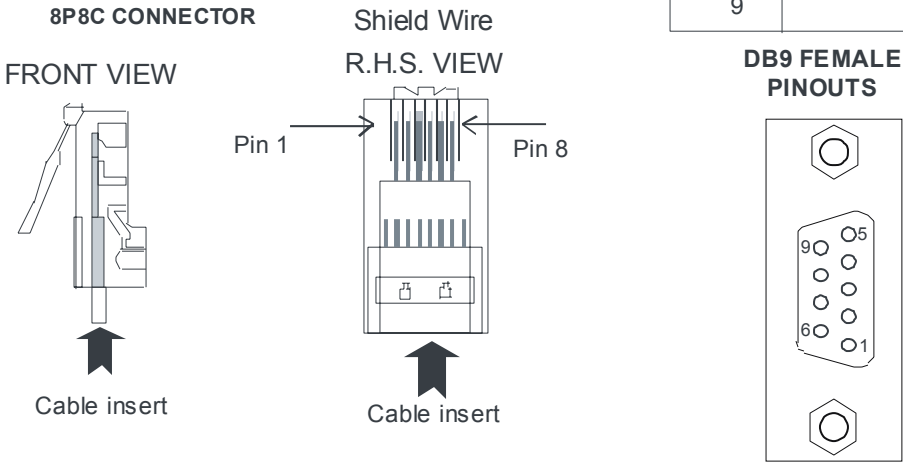 8P8C CONNECTOR
FRONT VIEW
Cable insert
Shield Wire
R.H.S. VIEW
Pin 1
Pin 8
Cable insert
9
DB9 FEMALE
PINOUTS
5
9
6
1